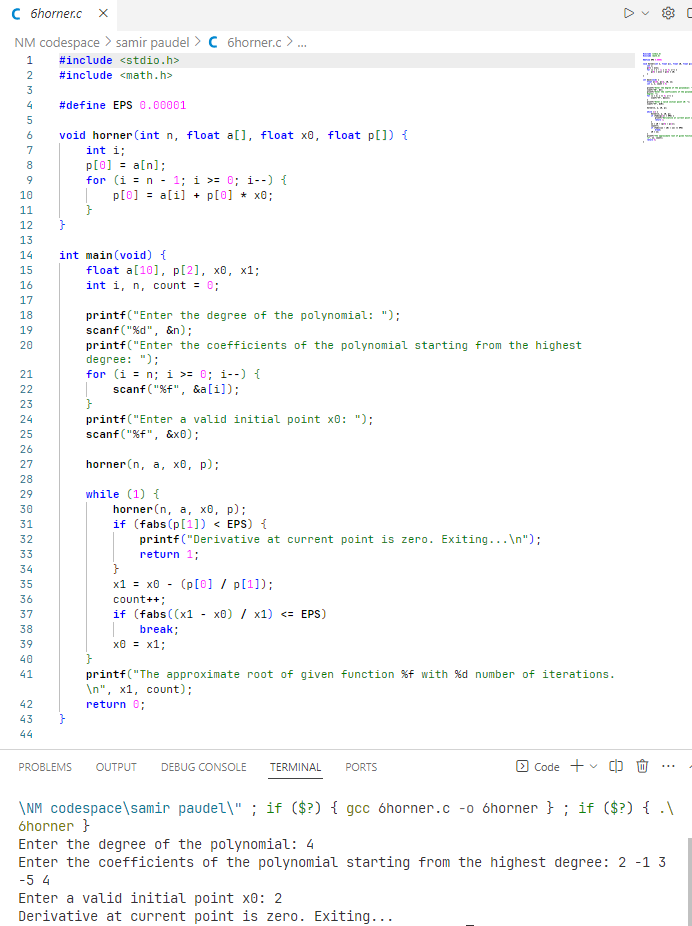 6horner.c
NM codespace > samir paudel > C 6horner.c > ...
1 #include <stdio.h>
2 #include <math.h>
3
4 #define EPS 0.00001
5
6 void horner(int n, float a[], float x0, float p[]) {
7     int i;
8     p[0] = a[n];
9     for (i = n - 1; i >= 0; i--) {
10         p[0] = a[i] + p[0] * x0;
11     }
12 }
13
14 int main(void) {
15     float a[10], p[2], x0, x1;
16     int i, n, count = 0;
17
18     printf("Enter the degree of the polynomial: ");
19     scanf("%d", &n);
20     printf("Enter the coefficients of the polynomial starting from the highest
degree: ");
21     for (i = n; i >= 0; i--) {
22         scanf("%f", &a[i]);
23     }
24     printf("Enter a valid initial point x0: ");
25     scanf("%f", &x0);
26
27     horner(n, a, x0, p);
28
29     while (1) {
30         horner(n, a, x0, p);
31         if (fabs(p[1]) < EPS) {
32             printf("Derivative at current point is zero. Exiting...\n");
33             return 1;
34         }
35         x1 = x0 - (p[0] / p[1]);
36         count++;
37         if (fabs((x1 - x0) / x1) <= EPS)
38             break;
39         x0 = x1;
40     }
41     printf("The approximate root of given function %f with %d number of iterations.
\n", x1, count);
42     return 0;
43 }
44
PROBLEMS OUTPUT DEBUG CONSOLE TERMINAL PORTS Code
\NM codespace\samir paudel\" ; if ($?) { gcc 6horner.c -o 6horner } ; if ($?) { .\
6horner }
Enter the degree of the polynomial: 4
Enter the coefficients of the polynomial starting from the highest degree: 2 -1 3
-5 4
Enter a valid initial point x0: 2
Derivative at current point is zero. Exiting...